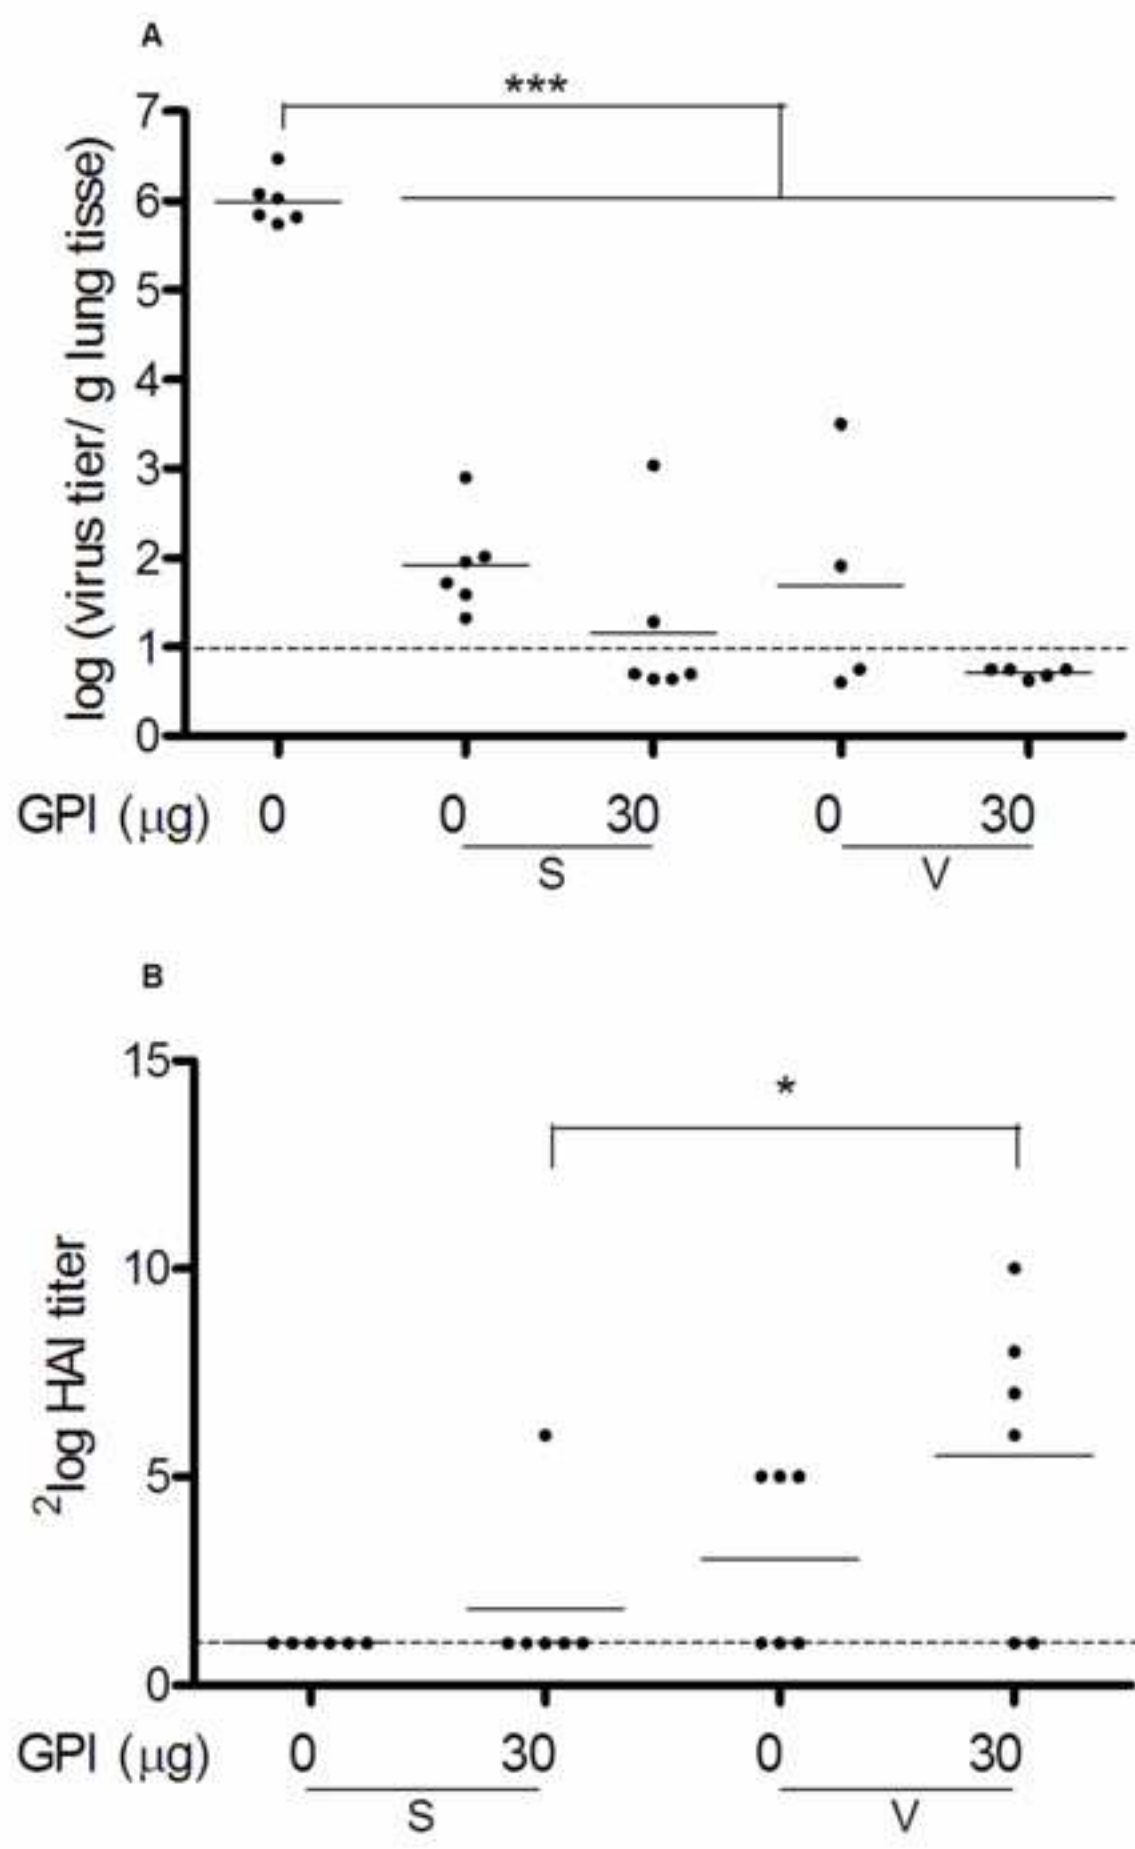 A
***
7
6
5
4
3
2
1
0
log (virus tier/ g lung tisse)
GPI (μg) 0 0 30 0 30
S V
B
15
*
10
5
0
²log HAI titer
GPI (μg) 0 30 0 30
S V